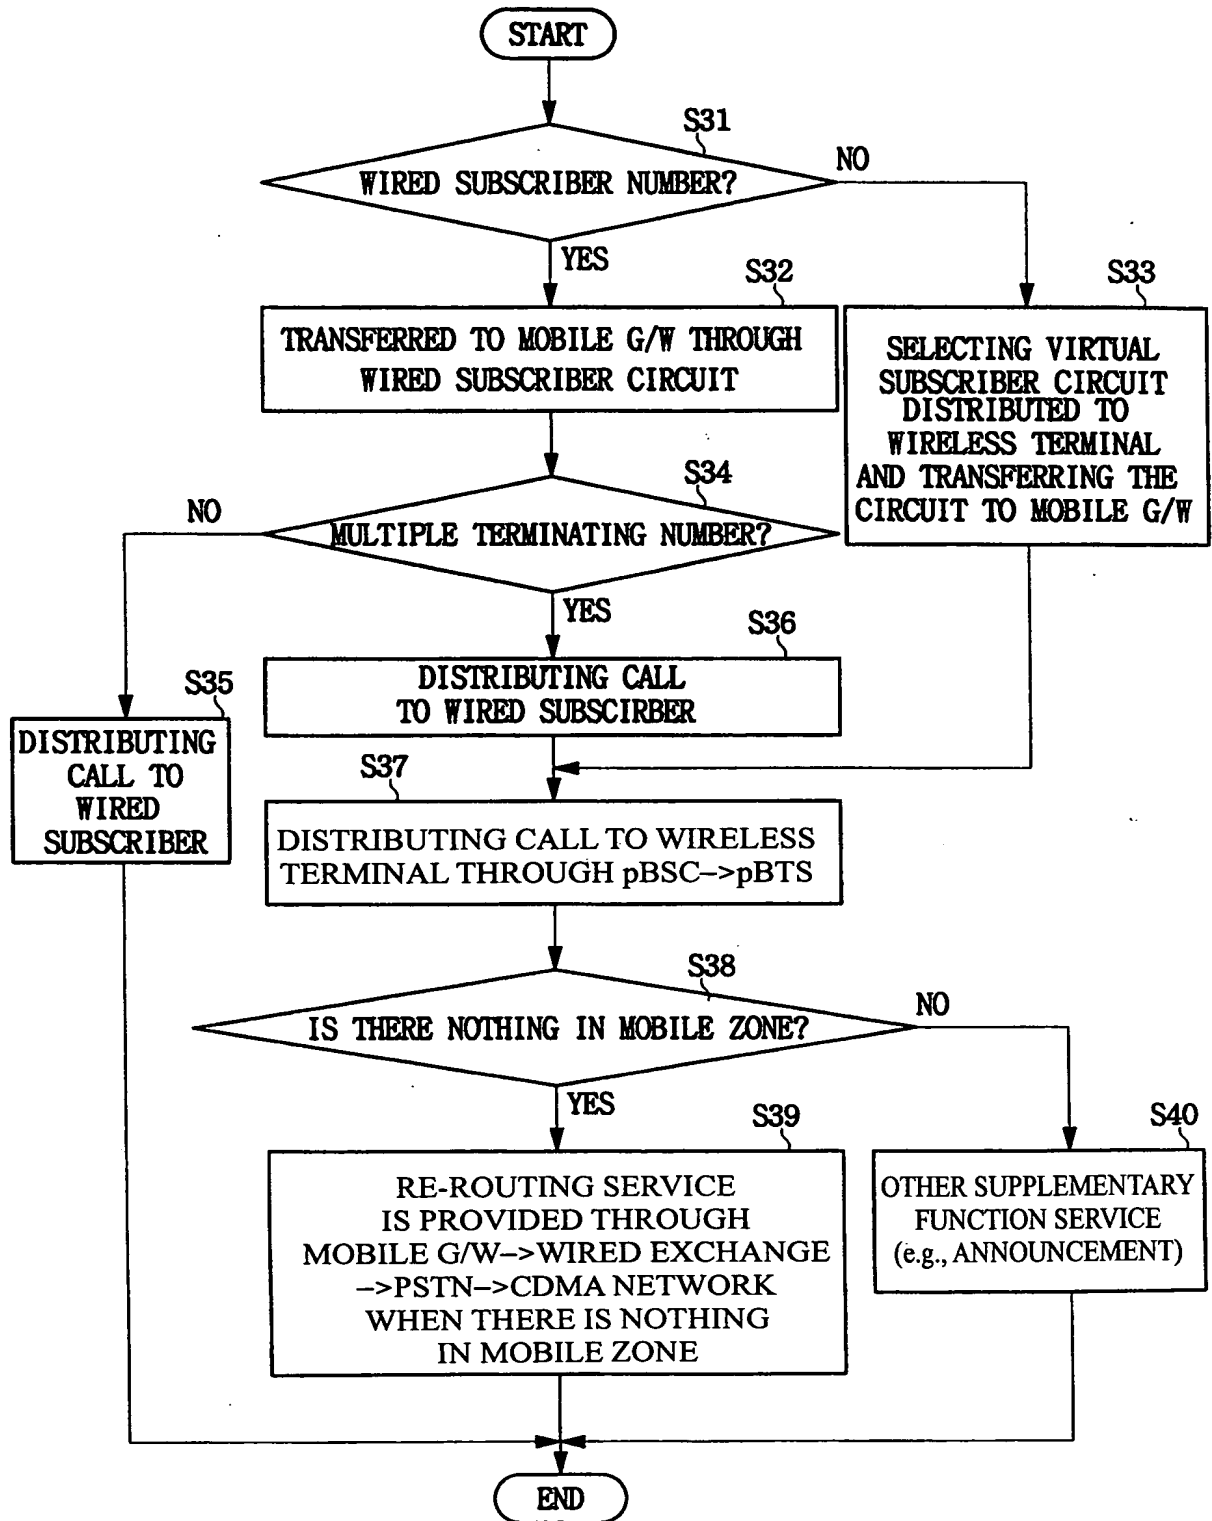 START
S31
WIRED SUBSCRIBER NUMBER?
NO
YES
S32
TRANSFERRED TO MOBILE G/W THROUGH
WIRED SUBSCRIBER CIRCUIT
S33
SELECTING VIRTUAL
SUBSCRIBER CIRCUIT
DISTRIBUTED TO
WIRELESS TERMINAL
AND TRANSFERRING THE
CIRCUIT TO MOBILE G/W
S34
MULTIPLE TERMINATING NUMBER?
NO
YES
S35
DISTRIBUTING
CALL TO
WIRED
SUBSCRIBER
S36
DISTRIBUTING CALL
TO WIRED SUBSCIRBER
S37
DISTRIBUTING CALL TO WIRELESS
TERMINAL THROUGH pBSC->pBTS
S38
IS THERE NOTHING IN MOBILE ZONE?
NO
YES
S39
RE-ROUTING SERVICE
IS PROVIDED THROUGH
MOBILE G/W->WIRED EXCHANGE
->PSTN->CDMA NETWORK
WHEN THERE IS NOTHING
IN MOBILE ZONE
S40
OTHER SUPPLEMENTARY
FUNCTION SERVICE
(e.g., ANNOUNCEMENT)
END